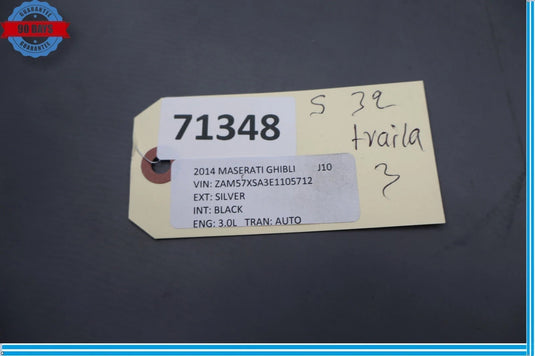 GUARANTEE
90 DAYS
GUARANTEE
71348
S 39
traila
3
2014 MASERATI GHIBLI J10
VIN: ZAM57XSA3E1105712
EXT: SILVER
INT: BLACK
ENG: 3.0L TRAN: AUTO